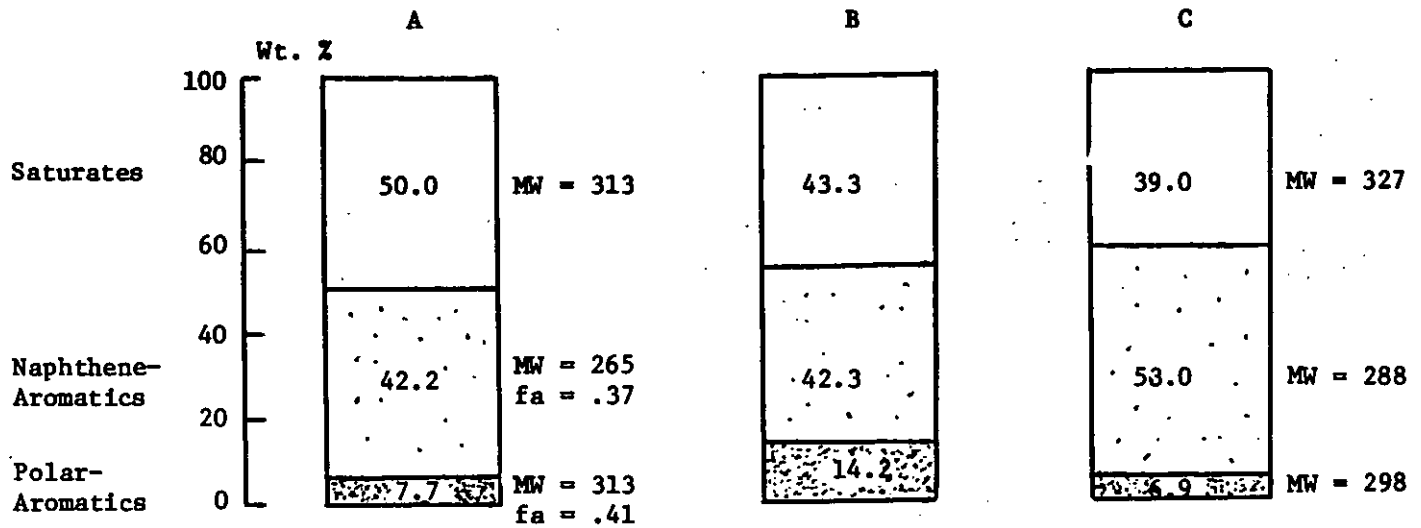 A B C
Wt. %
100
80
Saturates 50.0 MW = 313 43.3 39.0 MW = 327
60
40
Naphthene-
Aromatics 42.2 MW = 265 42.3 53.0 MW = 288
fa = .37
20
Polar-
Aromatics 7.7 MW = 313 14.2 6.9 MW = 298
0
fa = .41